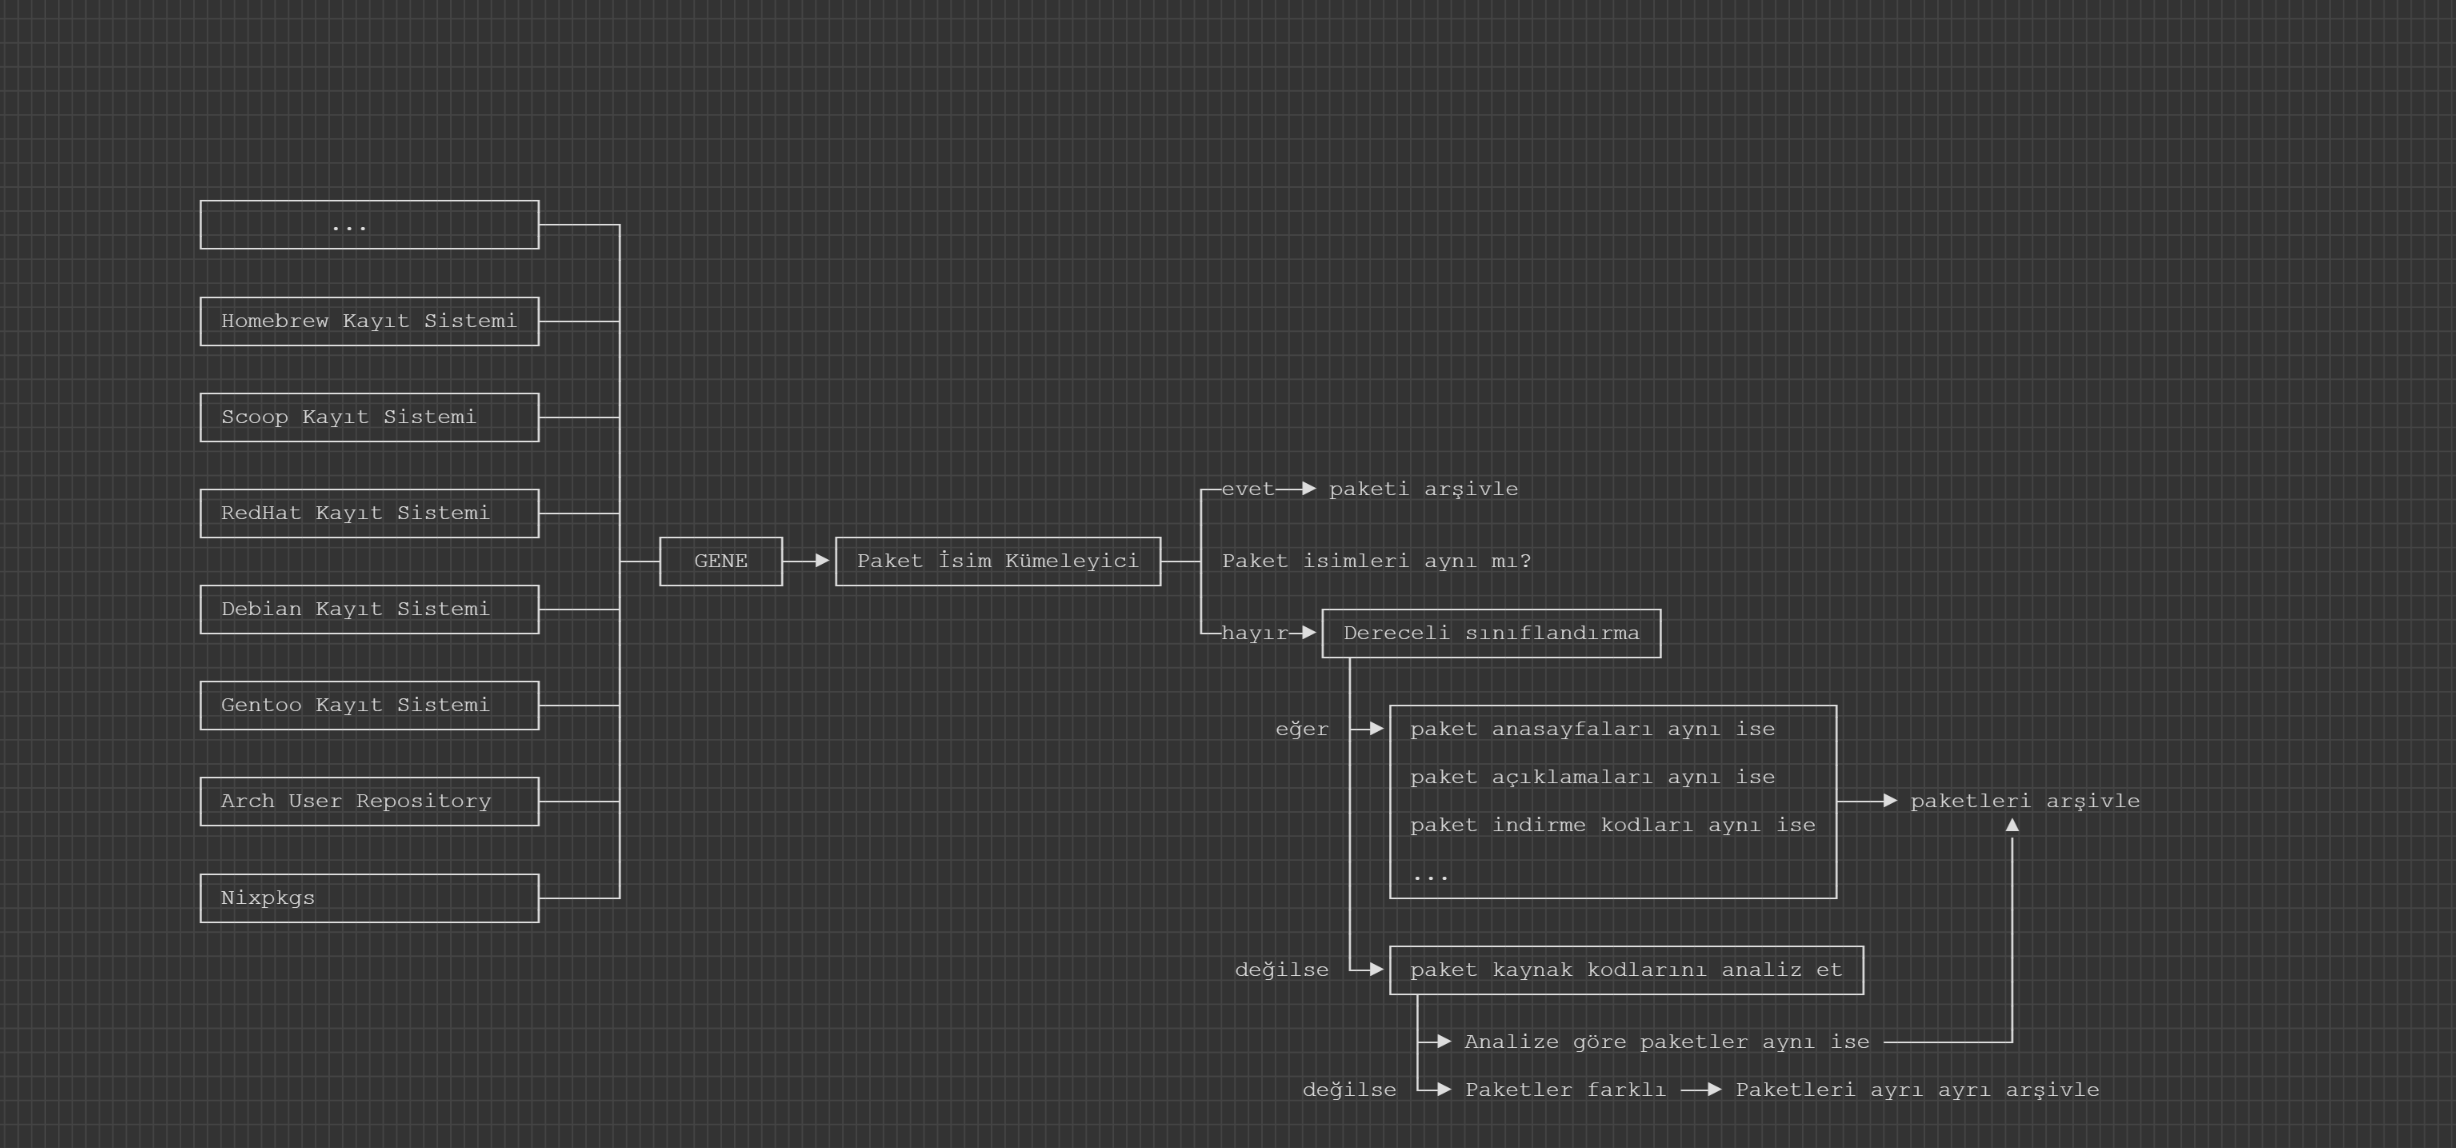 ...
Homebrew Kayıt Sistemi
Scoop Kayıt Sistemi
RedHat Kayıt Sistemi
Debian Kayıt Sistemi
Gentoo Kayıt Sistemi
Arch User Repository
Nixpkgs
GENE
Paket İsim Kümeleyici
evet
paketi arşivle
Paket isimleri aynı mı?
hayır
Dereceli sınıflandırma
eğer
paket anasayfaları aynı ise
paket açıklamaları aynı ise
paket indirme kodları aynı ise
...
paketleri arşivle
değilse
paket kaynak kodlarını analiz et
Analize göre paketler aynı ise
değilse
Paketler farklı
Paketleri ayrı ayrı arşivle